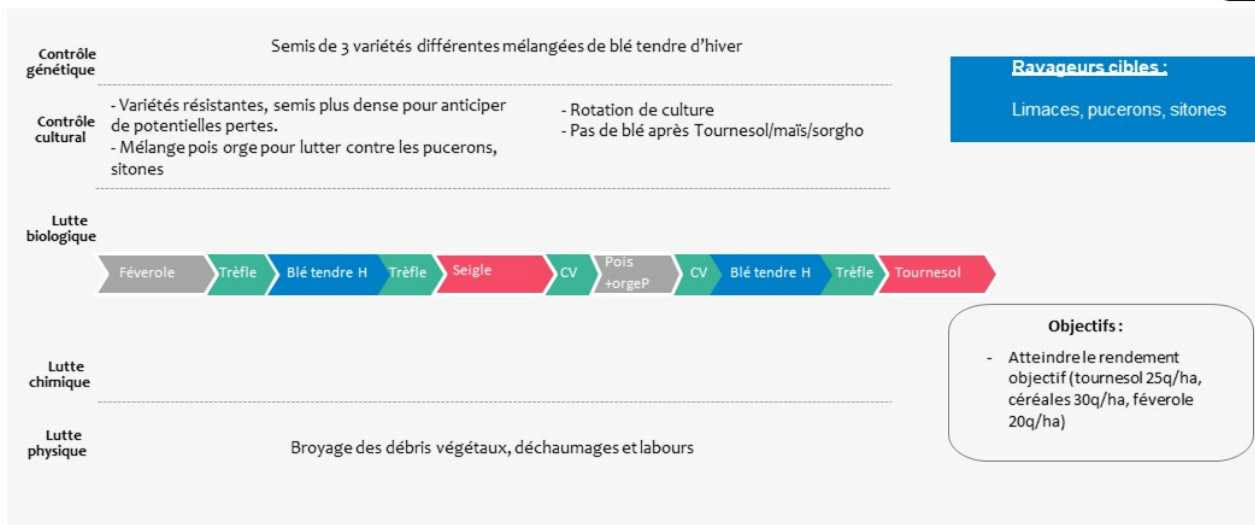 Contrôle
génétique
Semis de 3 variétés différentes mélangées de blé tendre d'hiver
Ravageurs cibles :
Limaces, pucerons, sitones
Contrôle
cultural
- Variétés résistantes, semis plus dense pour anticiper
de potentielles pertes.
- Mélange pois orge pour lutter contre les pucerons,
sitones
- Rotation de culture
- Pas de blé après Tournesol/maïs/sorgho
Lutte
biologique
Féverole
Trèfle
Blé tendre H
Trèfle
Seigle
CV
Pois
+orgeP
CV
Blé tendre H
Trèfle
Tournesol
Objectifs :
- Atteindre le rendement
objectif (tournesol 25q/ha,
céréales 30q/ha, féverole
20q/ha)
Lutte
chimique
Lutte
physique
Broyage des débris végétaux, déchaumages et labours